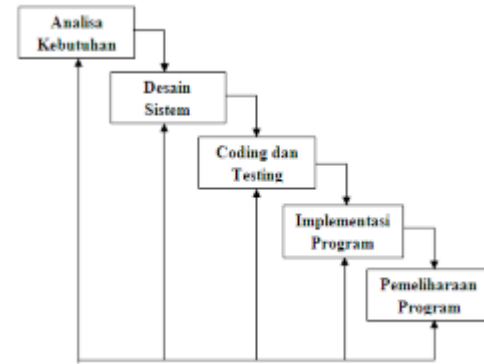 Analisa
Kebutuhan
Desain
Sistem
Coding dan
Testing
Implementasi
Program
Pemeliharaan
Program